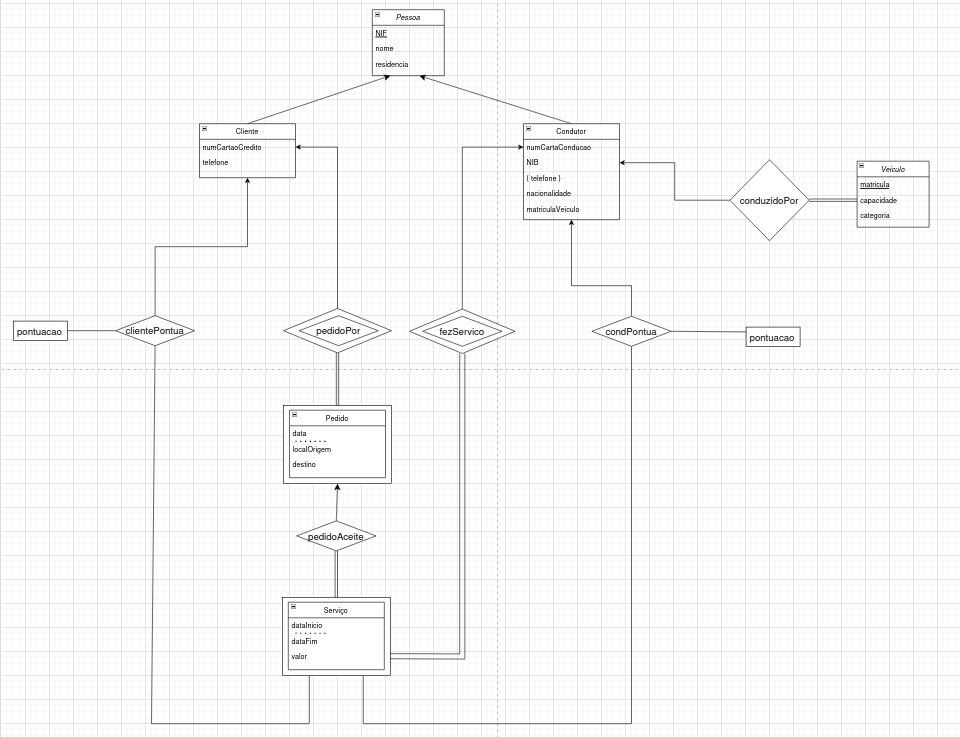 Pessoa
NIF
nome
residencia
Cliente
numCartaoCredito
telefone
Condutor
numCartaConducao
NIB
{ telefone }
nacionalidade
matriculaVeiculo
conduzidoPor
Veiculo
matricula
capacidade
categoria
pontuacao
clientePontua
pedidoPor
fezServico
condPontua
pontuacao
Pedido
data
localOrigem
destino
pedidoAceite
Serviço
dataInicio
dataFim
valor